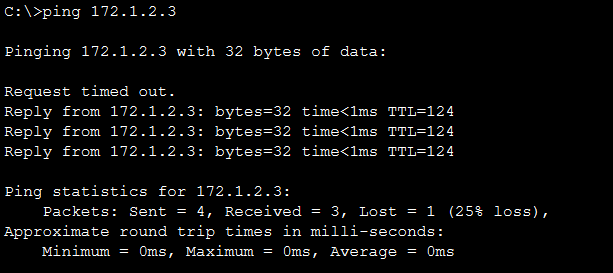 C:\>ping 172.1.2.3
Pinging 172.1.2.3 with 32 bytes of data:
Request timed out.
Reply from 172.1.2.3: bytes=32 time<1ms TTL=124
Reply from 172.1.2.3: bytes=32 time<1ms TTL=124
Reply from 172.1.2.3: bytes=32 time<1ms TTL=124
Ping statistics for 172.1.2.3:
    Packets: Sent = 4, Received = 3, Lost = 1 (25% loss),
Approximate round trip times in milli-seconds:
    Minimum = 0ms, Maximum = 0ms, Average = 0ms